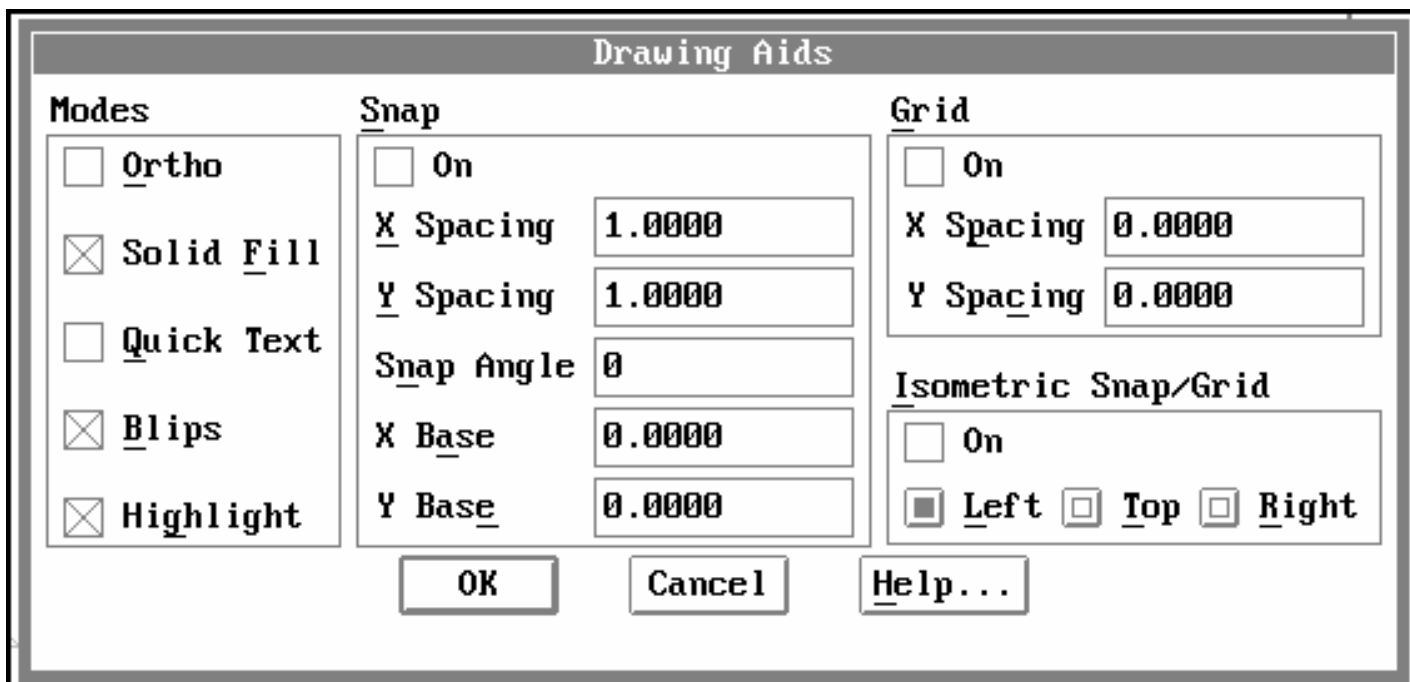 Drawing Aids
Modes
Ortho
Solid Fill
Quick Text
Blips
Highlight
Snap
On
X Spacing 1.0000
Y Spacing 1.0000
Snap Angle 0
X Base 0.0000
Y Base 0.0000
Grid
On
X Spacing 0.0000
Y Spacing 0.0000
Isometric Snap/Grid
On
Left Top Right
OK Cancel Help...